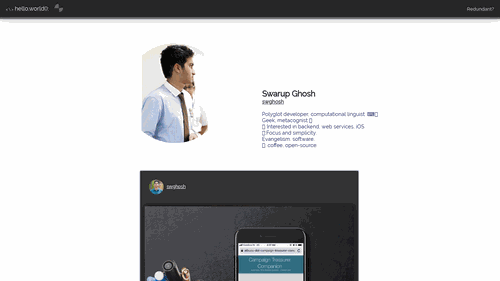 hello.world0.
Redundant?
Swarup Ghosh
swghosh
Polyglot developer, computational linguist. ⌨
Geek, metacognist
Interested in backend, web services, iOS
Focus and simplicity.
Evangelism: software,
coffee, open-source
swghosh
Campaign Treasure
Companion